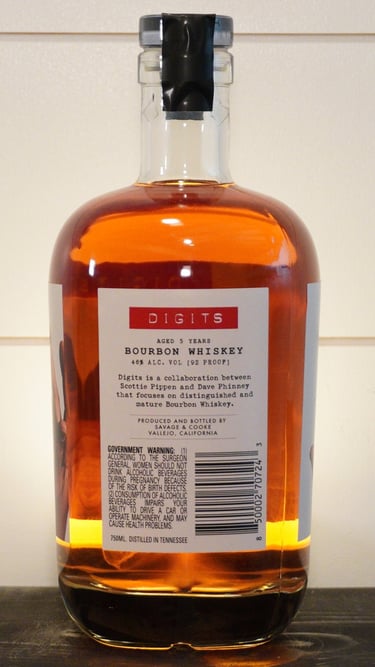 DIGITS
AGED 5 YEARS
BOURBON WHISKEY
46% ALC. VOL [92 PROOF]
Digits is a collaboration between
Scottie Pippen and Dave Phinney
that focuses on distinguished and
mature Bourbon Whiskey.
PRODUCED AND BOTTLED BY
SAVAGE & COOKE
VALLEJO, CALIFORNIA
GOVERNMENT WARNING: (1)
ACCORDING TO THE SURGEON
GENERAL, WOMEN SHOULD NOT
DRINK ALCOHOLIC BEVERAGES
DURING PREGNANCY BECAUSE
OF THE RISK OF BIRTH DEFECTS.
(2) CONSUMPTION OF ALCOHOLIC
BEVERAGES IMPAIRS YOUR
ABILITY TO DRIVE A CAR OR
OPERATE MACHINERY, AND MAY
CAUSE HEALTH PROBLEMS.
750ML. DISTILLED IN TENNESSEE
8 50002 70724 3